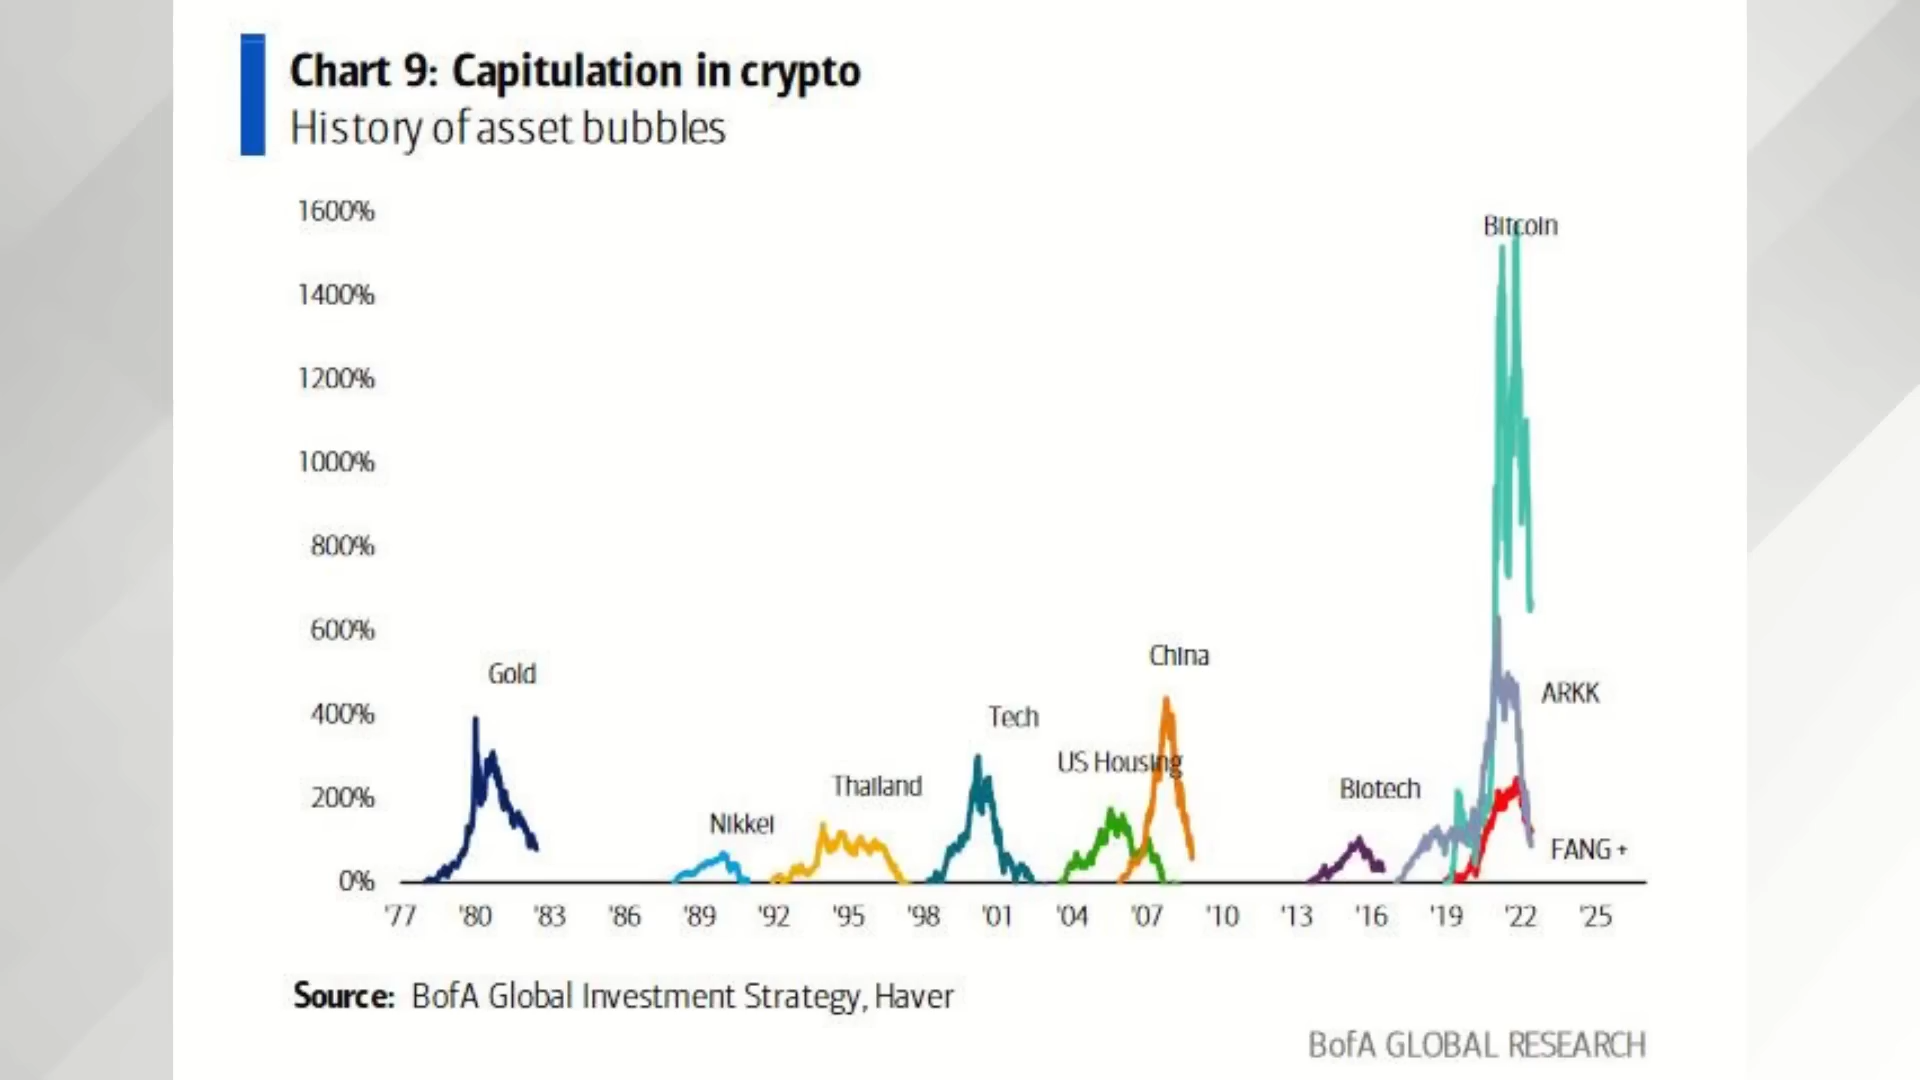 Chart 9: Capitulation in crypto
History of asset bubbles
1600%
1400%
1200%
1000%
800%
600%
400%
200%
0%
Bitcoin
Gold
China
ARKK
Tech
US Housing
Thailand
Biotech
Nikkei
FANG +
'77 '80 '83 '86 '89 '92 '95 '98 '01 '04 '07 '10 '13 '16 '19 '22 '25
Source: BofA Global Investment Strategy, Haver
BofA GLOBAL RESEARCH